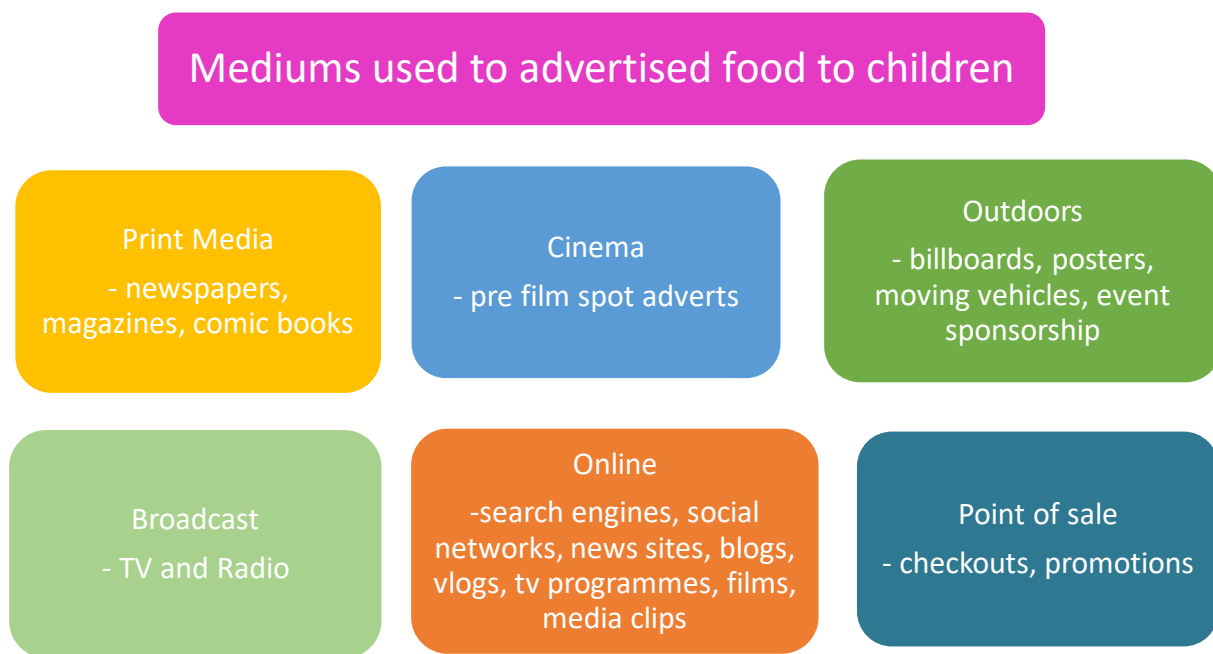 Mediums used to advertised food to children
Print Media
- newspapers,
magazines, comic books
Cinema
- pre film spot adverts
Outdoors
- billboards, posters,
moving vehicles, event
sponsorship
Broadcast
- TV and Radio
Online
-search engines, social
networks, news sites, blogs,
vlogs, tv programmes, films,
media clips
Point of sale
- checkouts, promotions